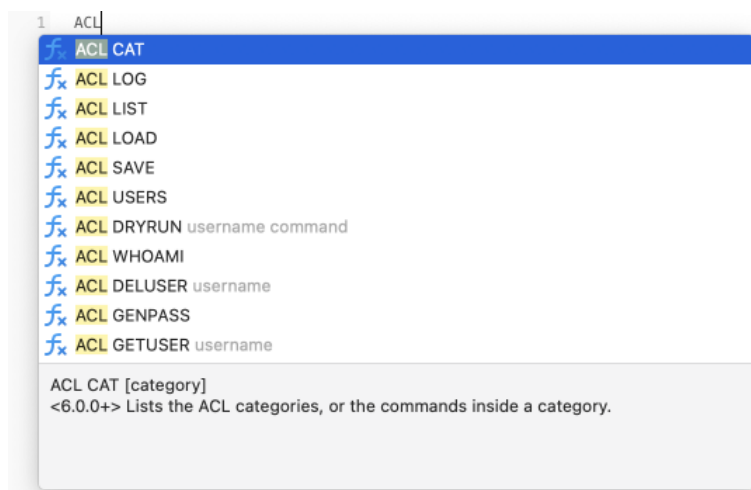 1 ACL
ACL CAT
ACL LOG
ACL LIST
ACL LOAD
ACL SAVE
ACL USERS
ACL DRYRUN username command
ACL WHOAMI
ACL DELUSER username
ACL GENPASS
ACL GETUSER username
ACL CAT [category]
<6.0.0+> Lists the ACL categories, or the commands inside a category.